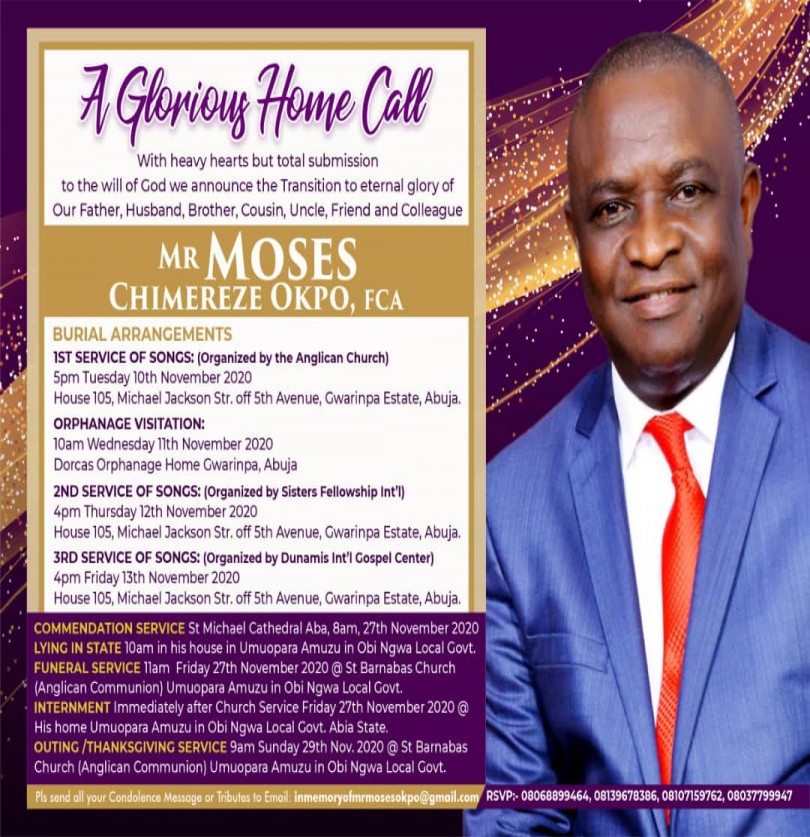 A Glorious Home Call
With heavy hearts but total submission
to the will of God we announce the Transition to eternal glory of
Our Father, Husband, Brother, Cousin, Uncle, Friend and Colleague
MR MOSES
CHIMEREZE OKPO, FCA
BURIAL ARRANGEMENTS
1ST SERVICE OF SONGS: (Organized by the Anglican Church)
5pm Tuesday 10th November 2020
House 105, Michael Jackson Str. off 5th Avenue, Gwarinpa Estate, Abuja.
ORPHANAGE VISITATION:
10am Wednesday 11th November 2020
Dorcas Orphanage Home Gwarinpa, Abuja
2ND SERVICE OF SONGS: (Organized by Sisters Fellowship Int'l)
4pm Thursday 12th November 2020
House 105, Michael Jackson Str. off 5th Avenue, Gwarinpa Estate, Abuja.
3RD SERVICE OF SONGS: (Organized by Dunamis Int'l Gospel Center)
4pm Friday 13th November 2020
House 105, Michael Jackson Str. off 5th Avenue, Gwarinpa Estate, Abuja.
COMMENDATION SERVICE St Michael Cathedral Aba, 8am, 27th November 2020
LYING IN STATE 10am in his house in Umuopara Amuzu in Obi Ngwa Local Govt.
FUNERAL SERVICE 11am Friday 27th November 2020 @ St Barnabas Church
(Anglican Communion) Umuopara Amuzu in Obi Ngwa Local Govt.
INTERNMENT Immediately after Church Service Friday 27th November 2020 @
His home Umuopara Amuzu in Obi Ngwa Local Govt. Abia State.
OUTING /THANKSGIVING SERVICE 9am Sunday 29th Nov. 2020 @ St Barnabas
Church (Anglican Communion) Umuopara Amuzu in Obi Ngwa Local Govt.
Pls send all your Condolence Message or Tributes to Email: inmemoryofmrmosesokpo@gmail.com
RSVP:- 08068899464, 08139678386, 08107159762, 08037799947